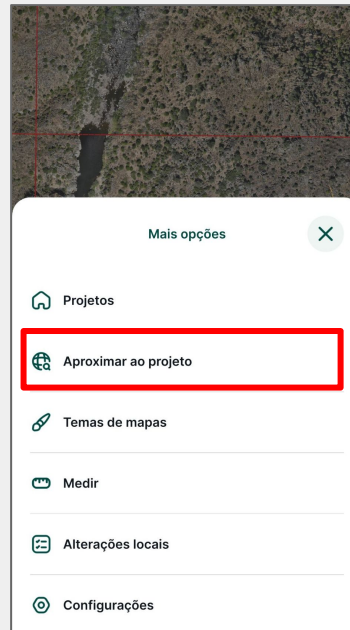 Mais opções
Projetos
Aproximar ao projeto
Temas de mapas
Medir
Alterações locais
Configurações